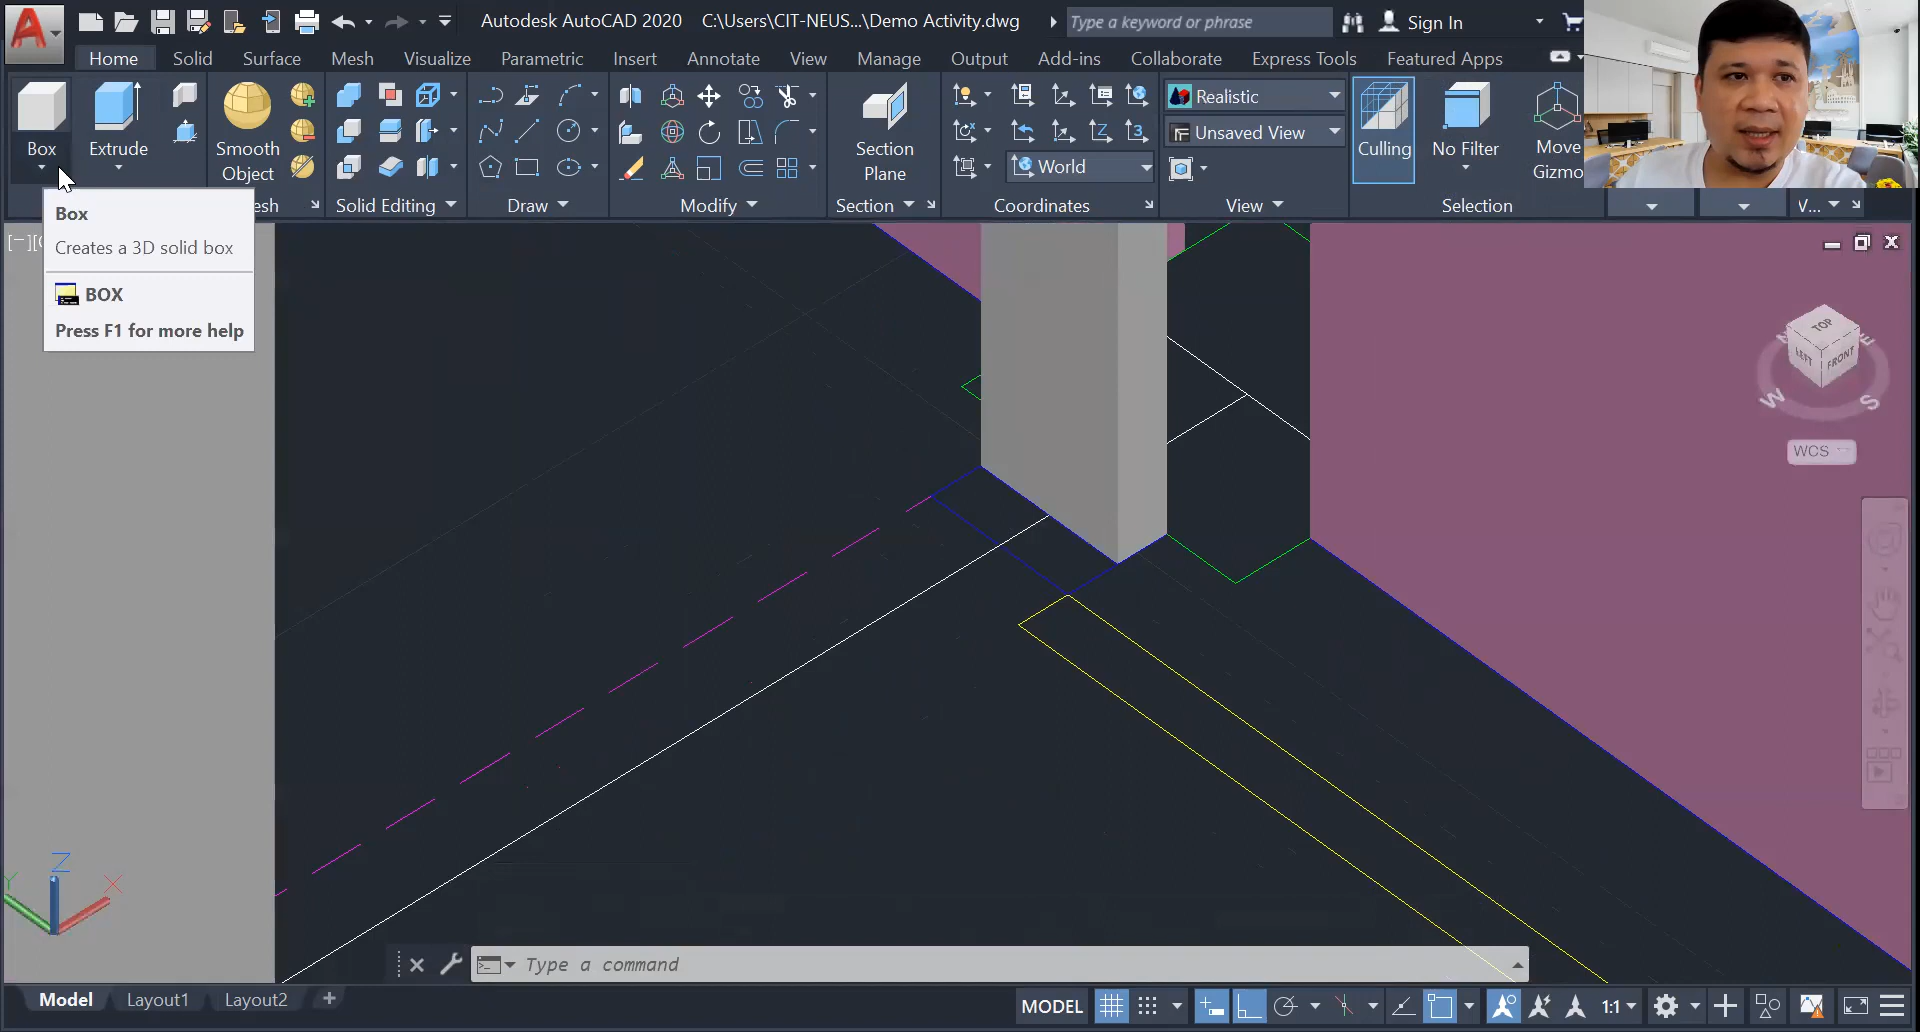 Autodesk AutoCAD 2020 C:\Users\CIT-NEUS...\Demo Activity.dwg
Type a keyword or phrase
Sign In
Home Solid Surface Mesh Visualize Parametric Insert Annotate View Manage Output Add-ins Collaborate Express Tools Featured Apps
Box
Extrude
Smooth
Object
Section
Plane
Realistic
Unsaved View
World
Culling
No Filter
Move
Gizmo
esh
Solid Editing
Draw
Modify
Section
Coordinates
View
Selection
V...
Box
Creates a 3D solid box
BOX
Press F1 for more help
TOP
LEFT
FRONT
W
S
E
WCS
Z
X
Y
Type a command
Model Layout1 Layout2
MODEL
1:1